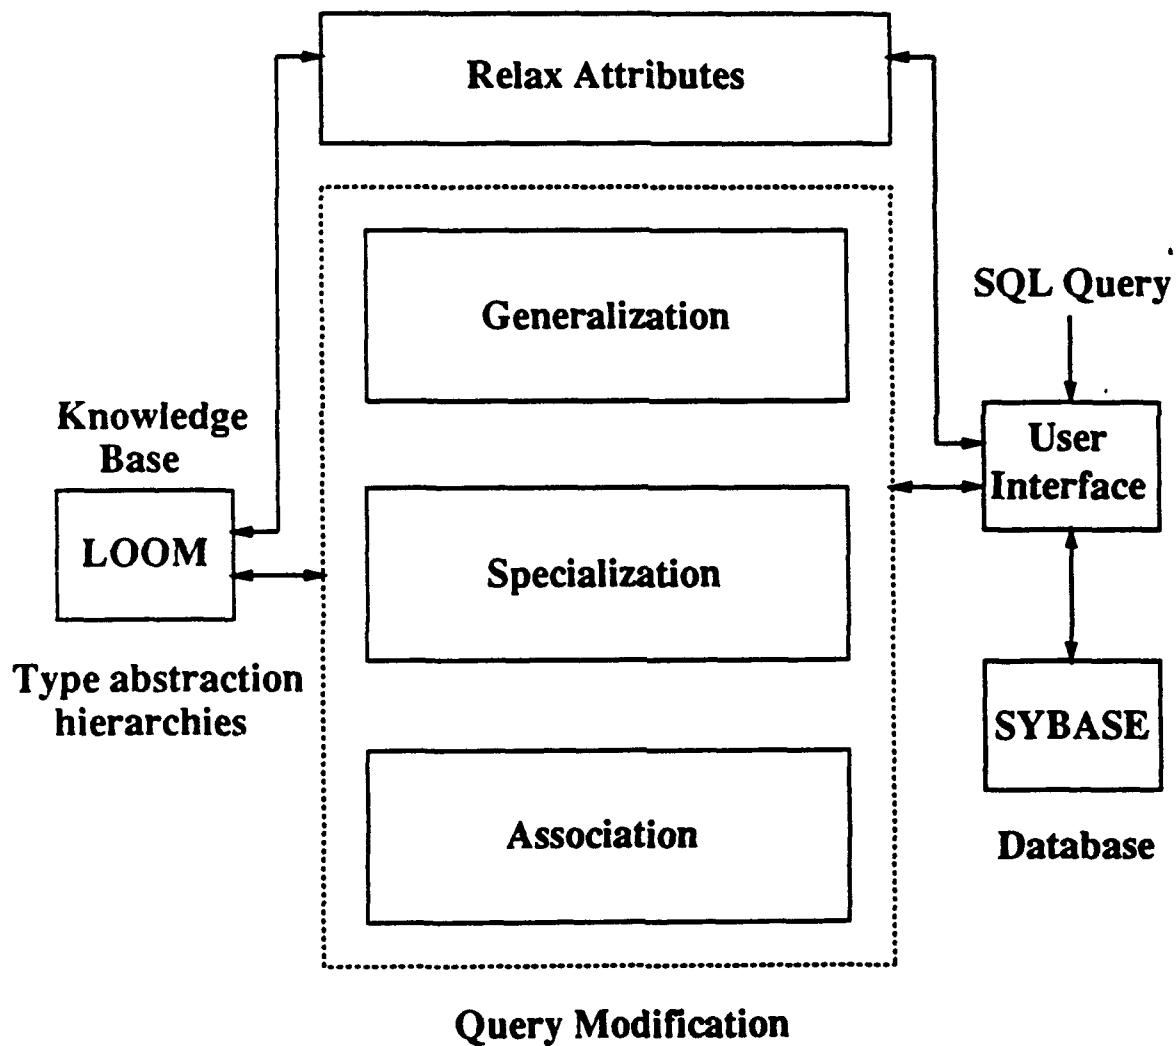 Relax Attributes
Generalization
SQL Query
Knowledge
Base
User
Interface
LOOM
Specialization
Type abstraction
hierarchies
SYBASE
Association
Database
Query Modification